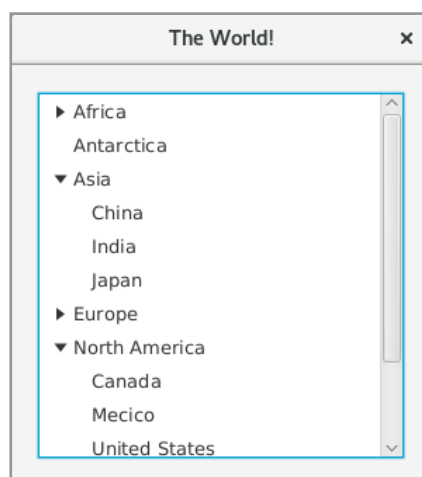 The World!
Africa
Antarctica
Asia
China
India
Japan
Europe
North America
Canada
Mecico
United States